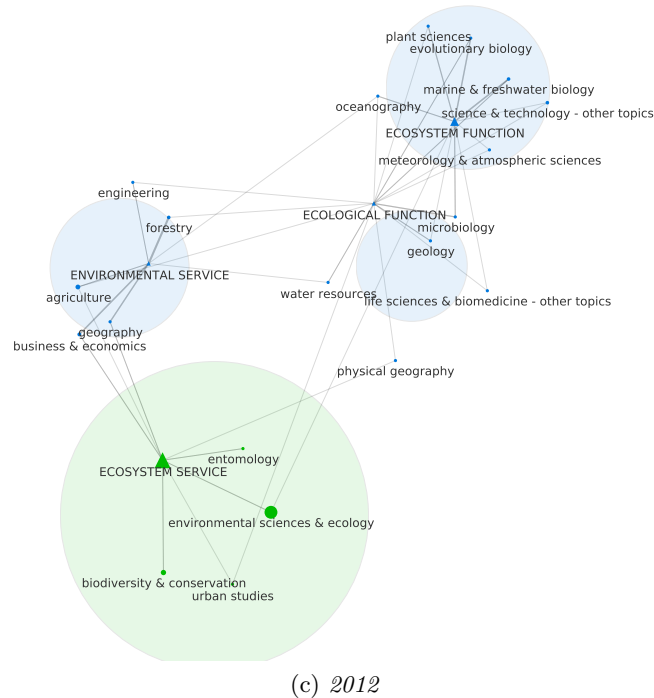 plant sciences
evolutionary biology
marine & freshwater biology
oceanography
science & technology - other topics
ECOSYSTEM FUNCTION
meteorology & atmospheric sciences
engineering
ECOLOGICAL FUNCTION
forestry
microbiology
geology
ENVIRONMENTAL SERVICE
agriculture
water resources
life sciences & biomedicine - other topics
geography
business & economics
physical geography
entomology
ECOSYSTEM SERVICE
environmental sciences & ecology
biodiversity & conservation
urban studies
(c) 2012